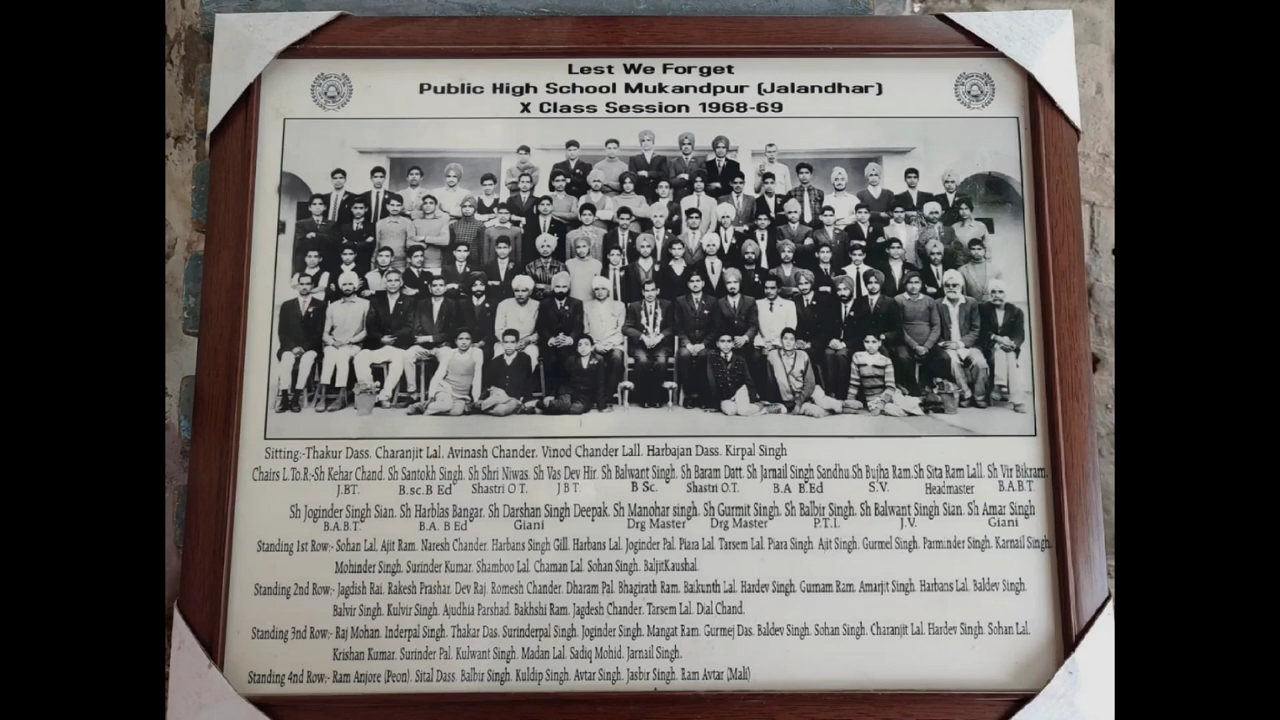 Lest We Forget
Public High School Mukandpur (Jalandhar)
X Class Session 1968-69
Sitting:-Thakur Dass. Charanjit Lal. Avinash Chander. Vinod Chander Lall. Harbajan Dass. Kirpal Singh
Chairs L.To.R:-Sh Kehar Chand. Sh Santokh Singh. Sh Shri Niwas. Sh Vas Dev Hir. Sh Balwant Singh. Sh Baram Datt. Sh Jarnail Singh Sandhu.Sh Bujha Ram.Sh Sita Ram Lall. Sh Vir Bikram.
J.BT. B.sc.B Ed Shastri O T. J B T. B Sc. Shastri O.T. B.A B.Ed S.V. Headmaster B.A.B.T.
Sh Joginder Singh Sian. Sh Harblas Bangar. Sh Darshan Singh Deepak. Sh Manohar singh. Sh Gurmit Singh. Sh Balbir Singh. Sh Balwant Singh Sian. Sh Amar Singh
B.A.B.T. B.A. B Ed Giani Drg Master Drg Master P.T.I. J.V. Giani
Standing 1st Row:- Sohan Lal. Ajit Ram. Naresh Chander. Harbans Singh Gill. Harbans Lal. Joginder Pal. Piara Lal. Tarsem Lal. Piara Singh. Ajit Singh. Gurmel Singh. Parminder Singh. Karnail Singh.
Mohinder Singh. Surinder Kumar. Shamboo Lal. Chaman Lal. Sohan Singh. BaljitKaushal.
Standing 2nd Row:- Jagdish Rai. Rakesh Prashar. Dev Raj. Romesh Chander. Dharam Pal. Bhagirath Ram. Baikunth Lal. Hardev Singh. Gurnam Ram. Amarjit Singh. Harbans Lal. Baldev Singh.
Balvir Singh. Kulvir Singh. Ajudhia Parshad. Bakhshi Ram. Jagdesh Chander. Tarsem Lal. Dial Chand.
Standing 3nd Row:- Raj Mohan. Inderpal Singh. Thakar Das. Surinderpal Singh. Joginder Singh. Mangat Ram. Gurmej Das. Baldev Singh. Sohan Singh. Charanjit Lal. Hardev Singh. Sohan Lal.
Krishan Kumar. Surinder Pal. Kulwant Singh. Madan Lal. Sadiq Mohid. Jarnail Singh.
Standing 4nd Row:- Ram Anjore (Peon). Sital Dass. Balbir Singh. Kuldip Singh. Avtar Singh. Jasbir Singh. Ram Avtar (Mali)